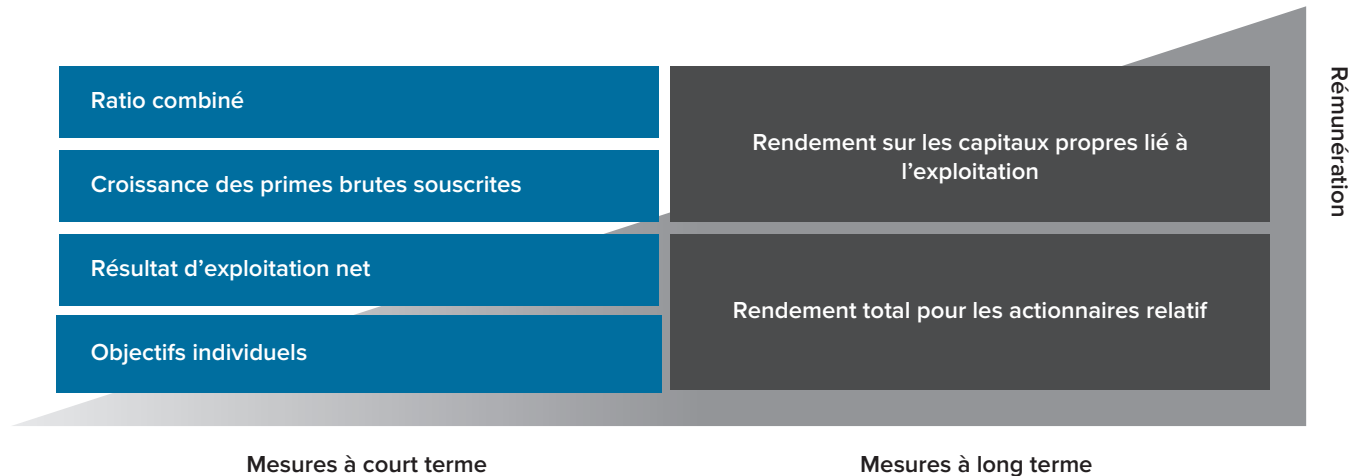 Ratio combiné
Croissance des primes brutes souscrites
Résultat d’exploitation net
Objectifs individuels
Rendement sur les capitaux propres lié à
l’exploitation
Rendement total pour les actionnaires relatif
Rémunération
Mesures à court terme
Mesures à long terme